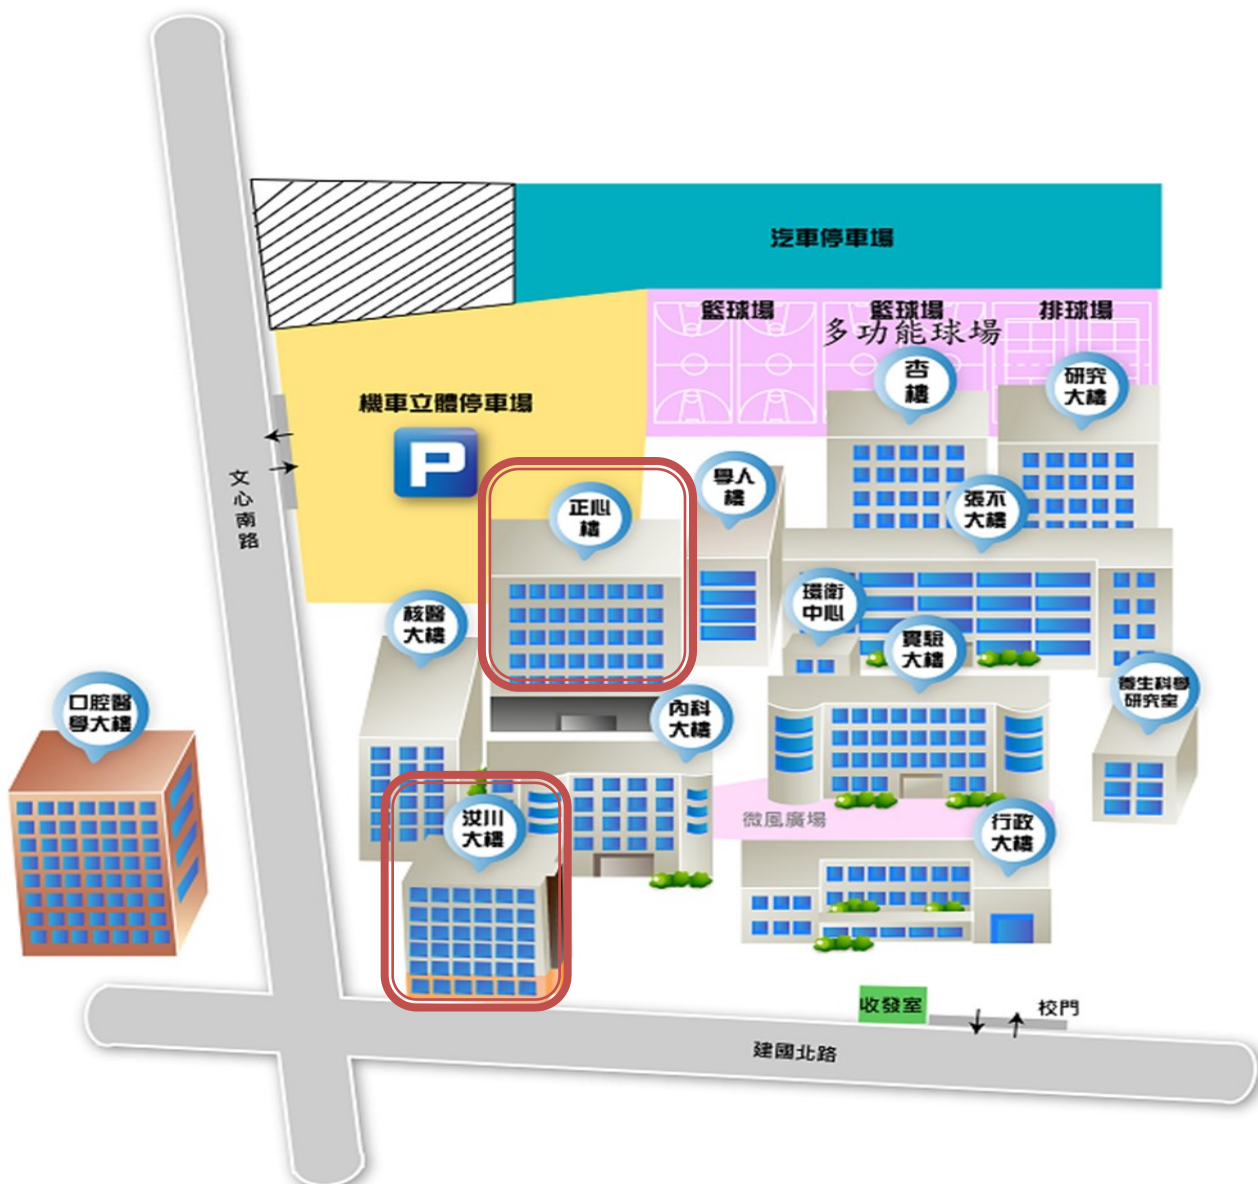 汽車停車場
籃球場
籃球場
排球場
多功能球場
杏
樓
研究
大樓
機車立體停車場
P
學人
樓
正心
樓
張不
大樓
文心南路
環衛
中心
核醫
大樓
實驗
大樓
口腔醫
學大樓
內科
大樓
養生科學
研究室
汝川
大樓
微風廣場
行政
大樓
收發室
校門
建國北路